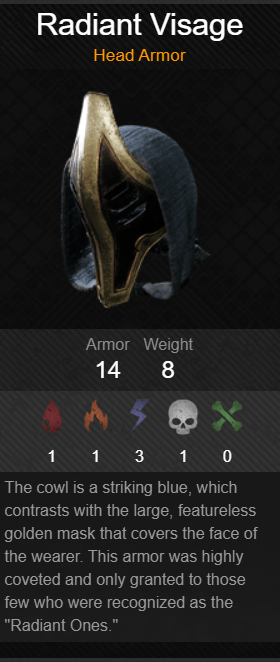 Radiant Visage
Head Armor
Armor Weight
14 8
1 1 3 1 0
The cowl is a striking blue, which
contrasts with the large, featureless
golden mask that covers the face of
the wearer. This armor was highly
coveted and only granted to those
few who were recognized as the
"Radiant Ones."